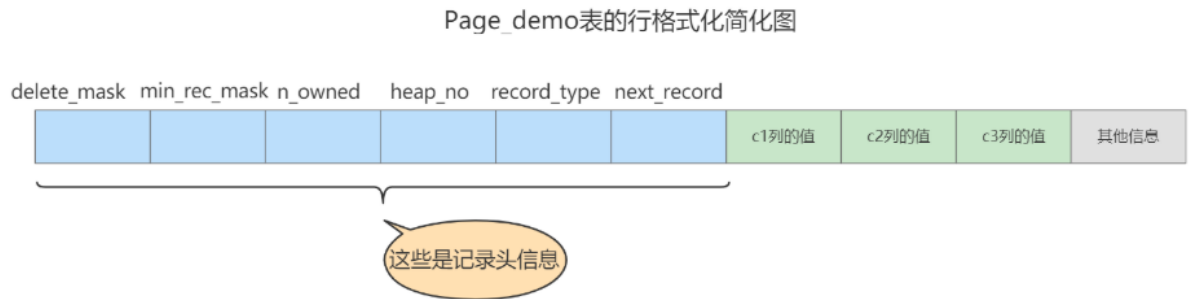 Page_demo表的行格式化简化图
delete_mask min_rec_mask n_owned heap_no record_type next_record
c1列的值 c2列的值 c3列的值 其他信息
这些是记录头信息